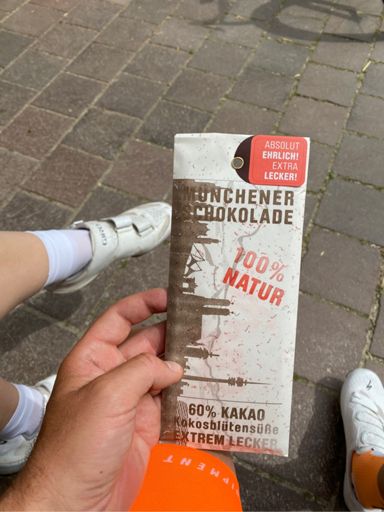 ABSOLUT
EHRLICH!
EXTRA
LECKER!
MÜNCHENER
SCHOKOLADE
100%
NATUR
60% KAKAO
Kokosblütensüße
EXTREM LECKER